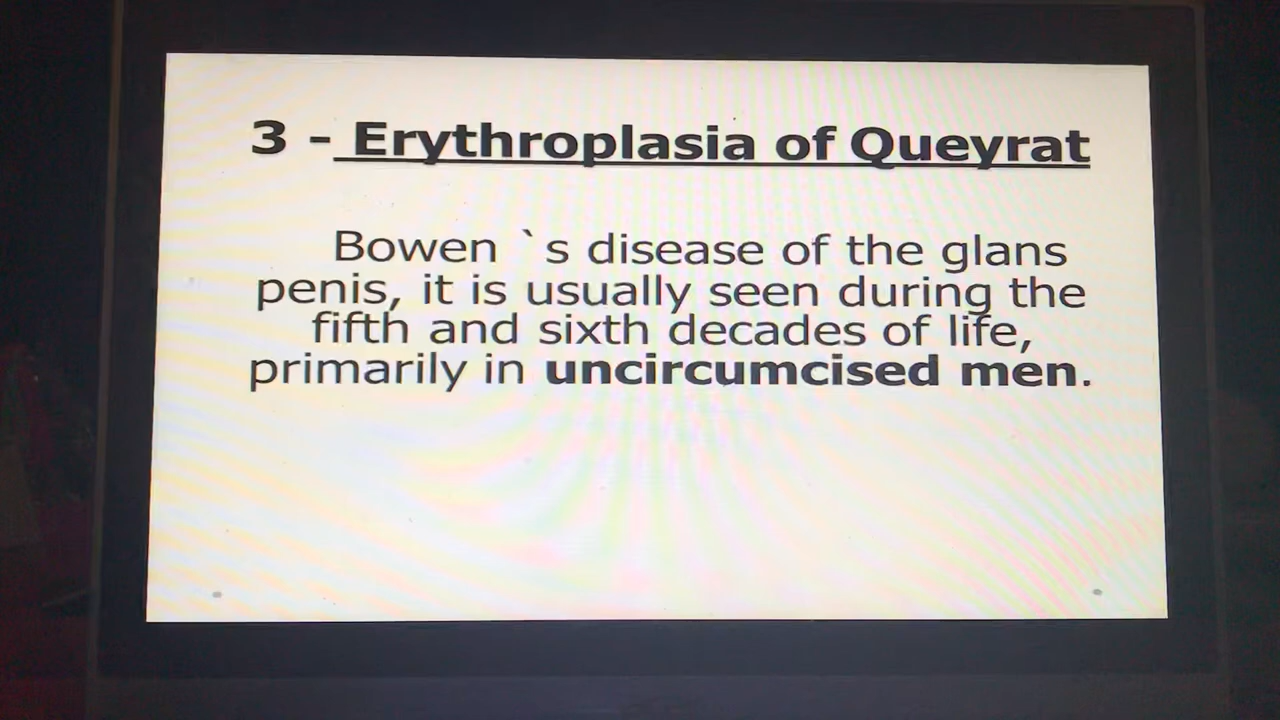 3 - Erythroplasia of Queyrat
Bowen `s disease of the glans
penis, it is usually seen during the
fifth and sixth decades of life,
primarily in uncircumcised men.